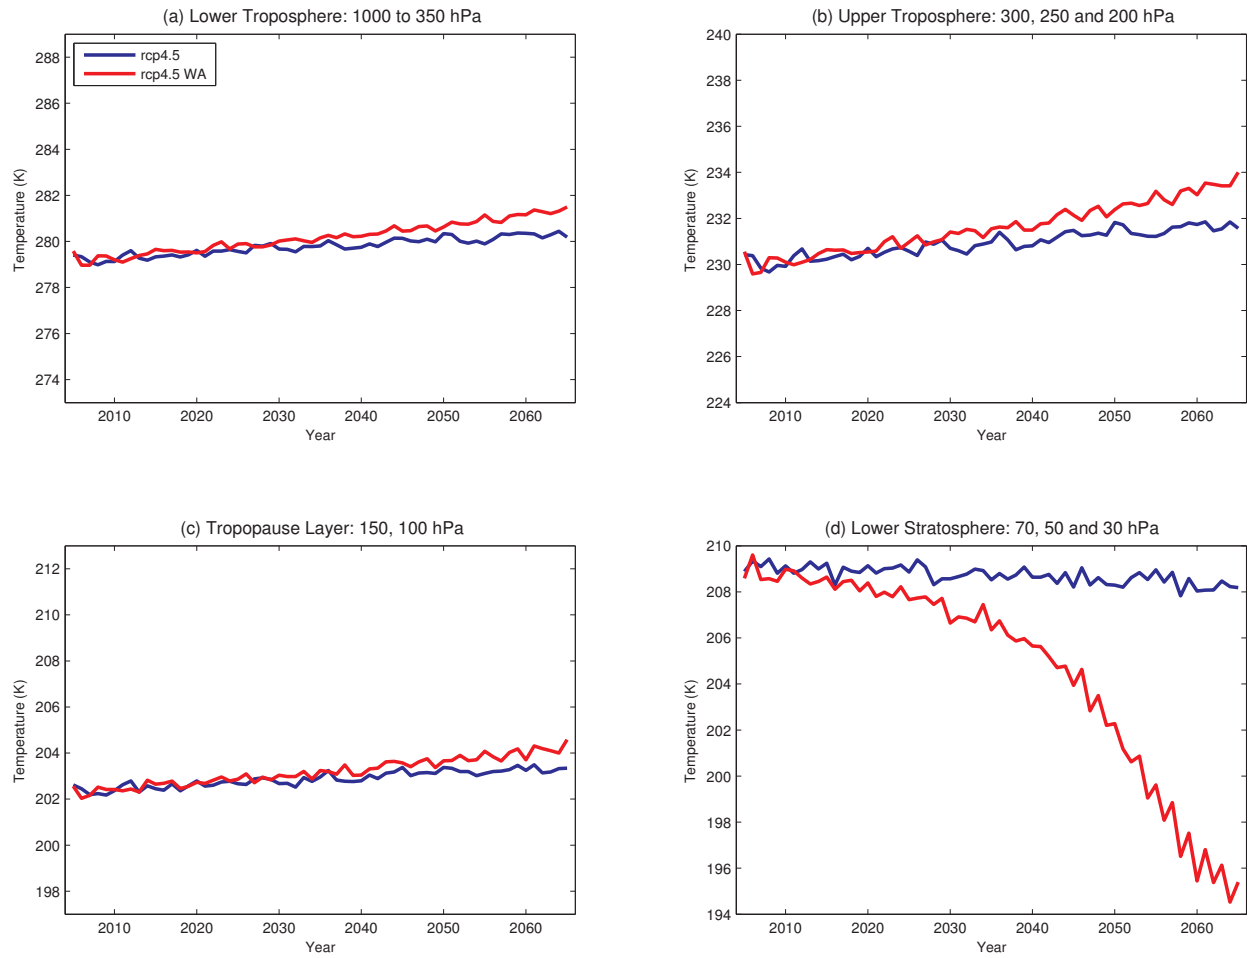 (a) Lower Troposphere: 1000 to 350 hPa
288
286
284
282
280
278
276
274
Temperature (K)
rcp4.5
rcp4.5 WA
2010 2020 2030 2040 2050 2060
Year
(b) Upper Troposphere: 300, 250 and 200 hPa
240
238
236
234
232
230
228
226
224
Temperature (K)
2010 2020 2030 2040 2050 2060
Year
(c) Tropopause Layer: 150, 100 hPa
212
210
208
206
204
202
200
198
Temperature (K)
2010 2020 2030 2040 2050 2060
Year
(d) Lower Stratosphere: 70, 50 and 30 hPa
210
208
206
204
202
200
198
196
194
Temperature (K)
2010 2020 2030 2040 2050 2060
Year